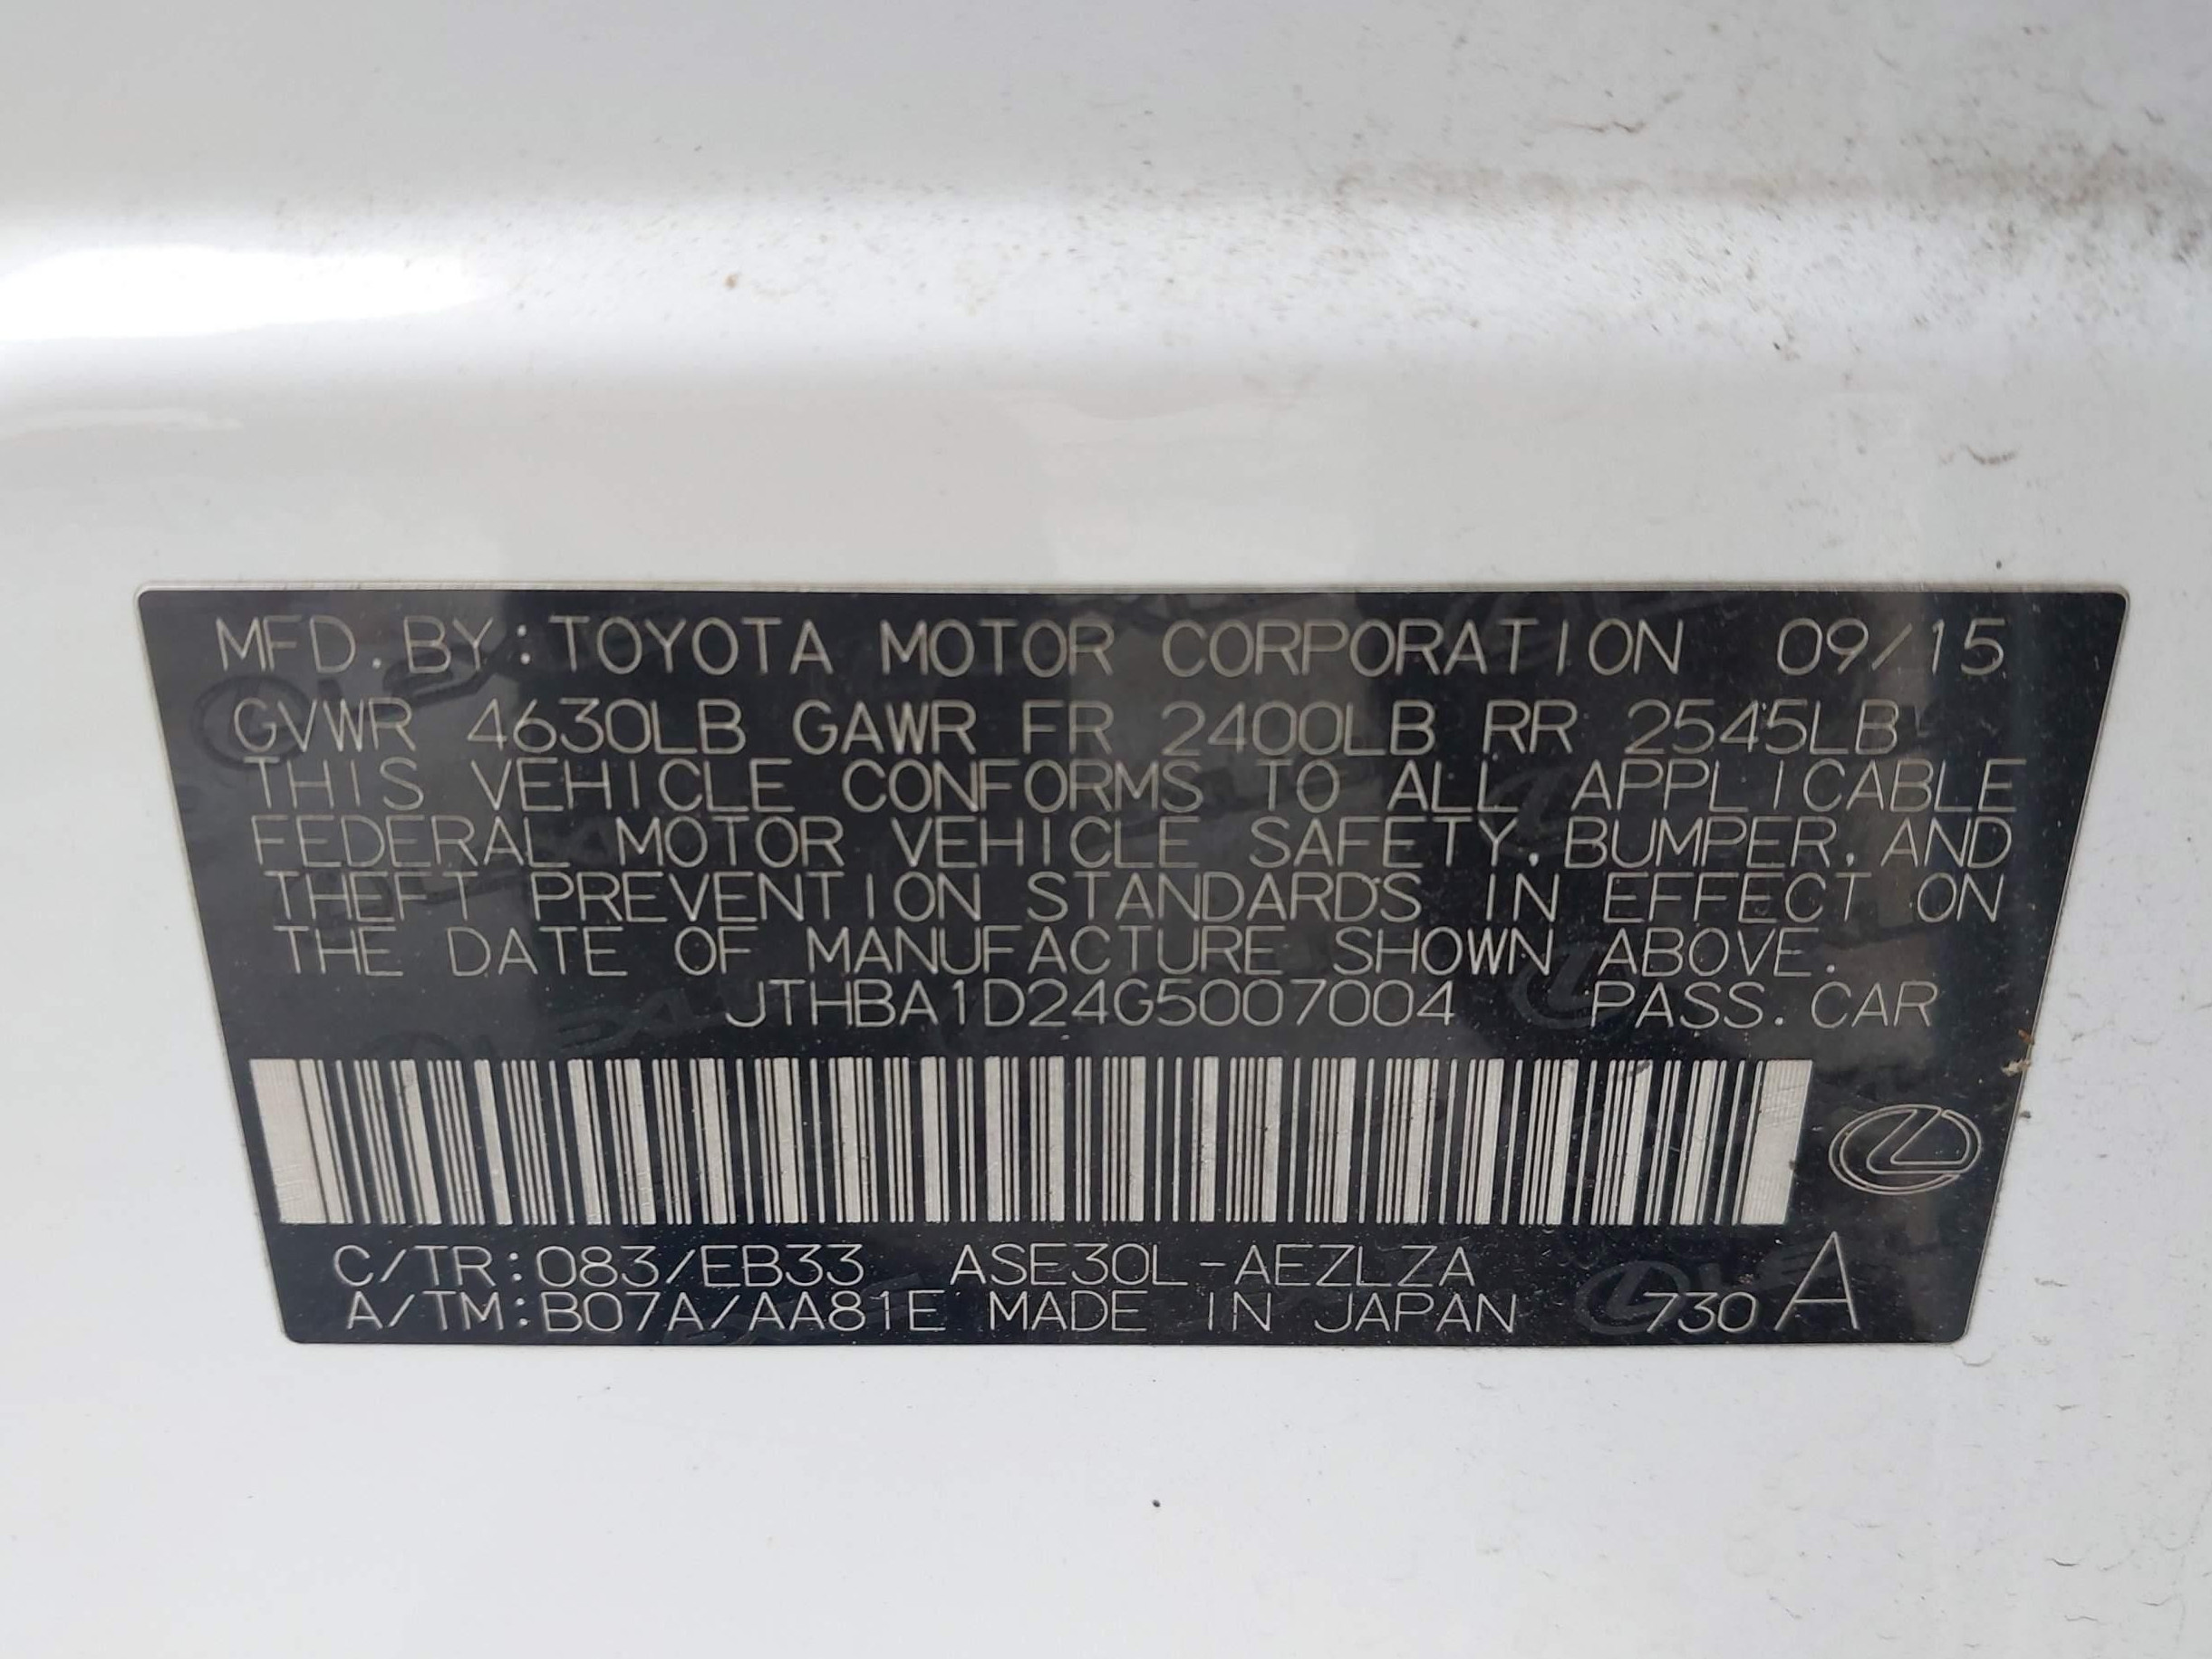 MFD.BY:TOYOTA MOTOR CORPORATION 09/15
GVWR 4630LB GAWR FR 2400LB RR 2545LB
THIS VEHICLE CONFORMS TO ALL APPLICABLE
FEDERAL MOTOR VEHICLE SAFETY, BUMPER, AND
THEFT PREVENTION STANDARDS IN EFFECT ON
THE DATE OF MANUFACTURE SHOWN ABOVE.
JTHBA1D24G5007004 PASS.CAR
C/TR:083/EB33 ASE30L-AEZLZA
A/TM:B07A/AA81E MADE IN JAPAN 730 A